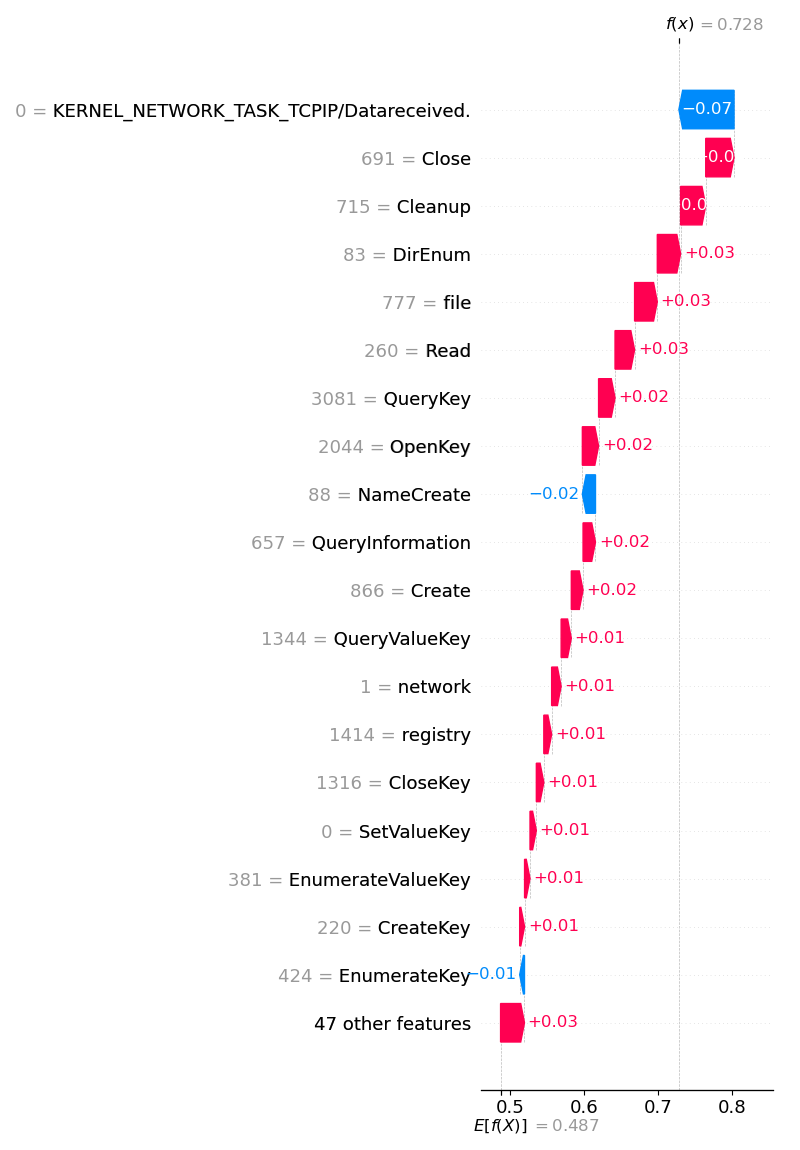 f(x) = 0.728
0 = KERNEL_NETWORK_TASK_TCPIP/Datareceived. −0.07
691 = Close
715 = Cleanup
83 = DirEnum +0.03
777 = file +0.03
260 = Read +0.03
3081 = QueryKey +0.02
2044 = OpenKey +0.02
88 = NameCreate −0.02
657 = QueryInformation +0.02
866 = Create +0.02
1344 = QueryValueKey +0.01
1 = network +0.01
1414 = registry +0.01
1316 = CloseKey +0.01
0 = SetValueKey +0.01
381 = EnumerateValueKey +0.01
220 = CreateKey +0.01
424 = EnumerateKey −0.01
47 other features +0.03
0.5 0.6 0.7 0.8
E[f(X)] = 0.487